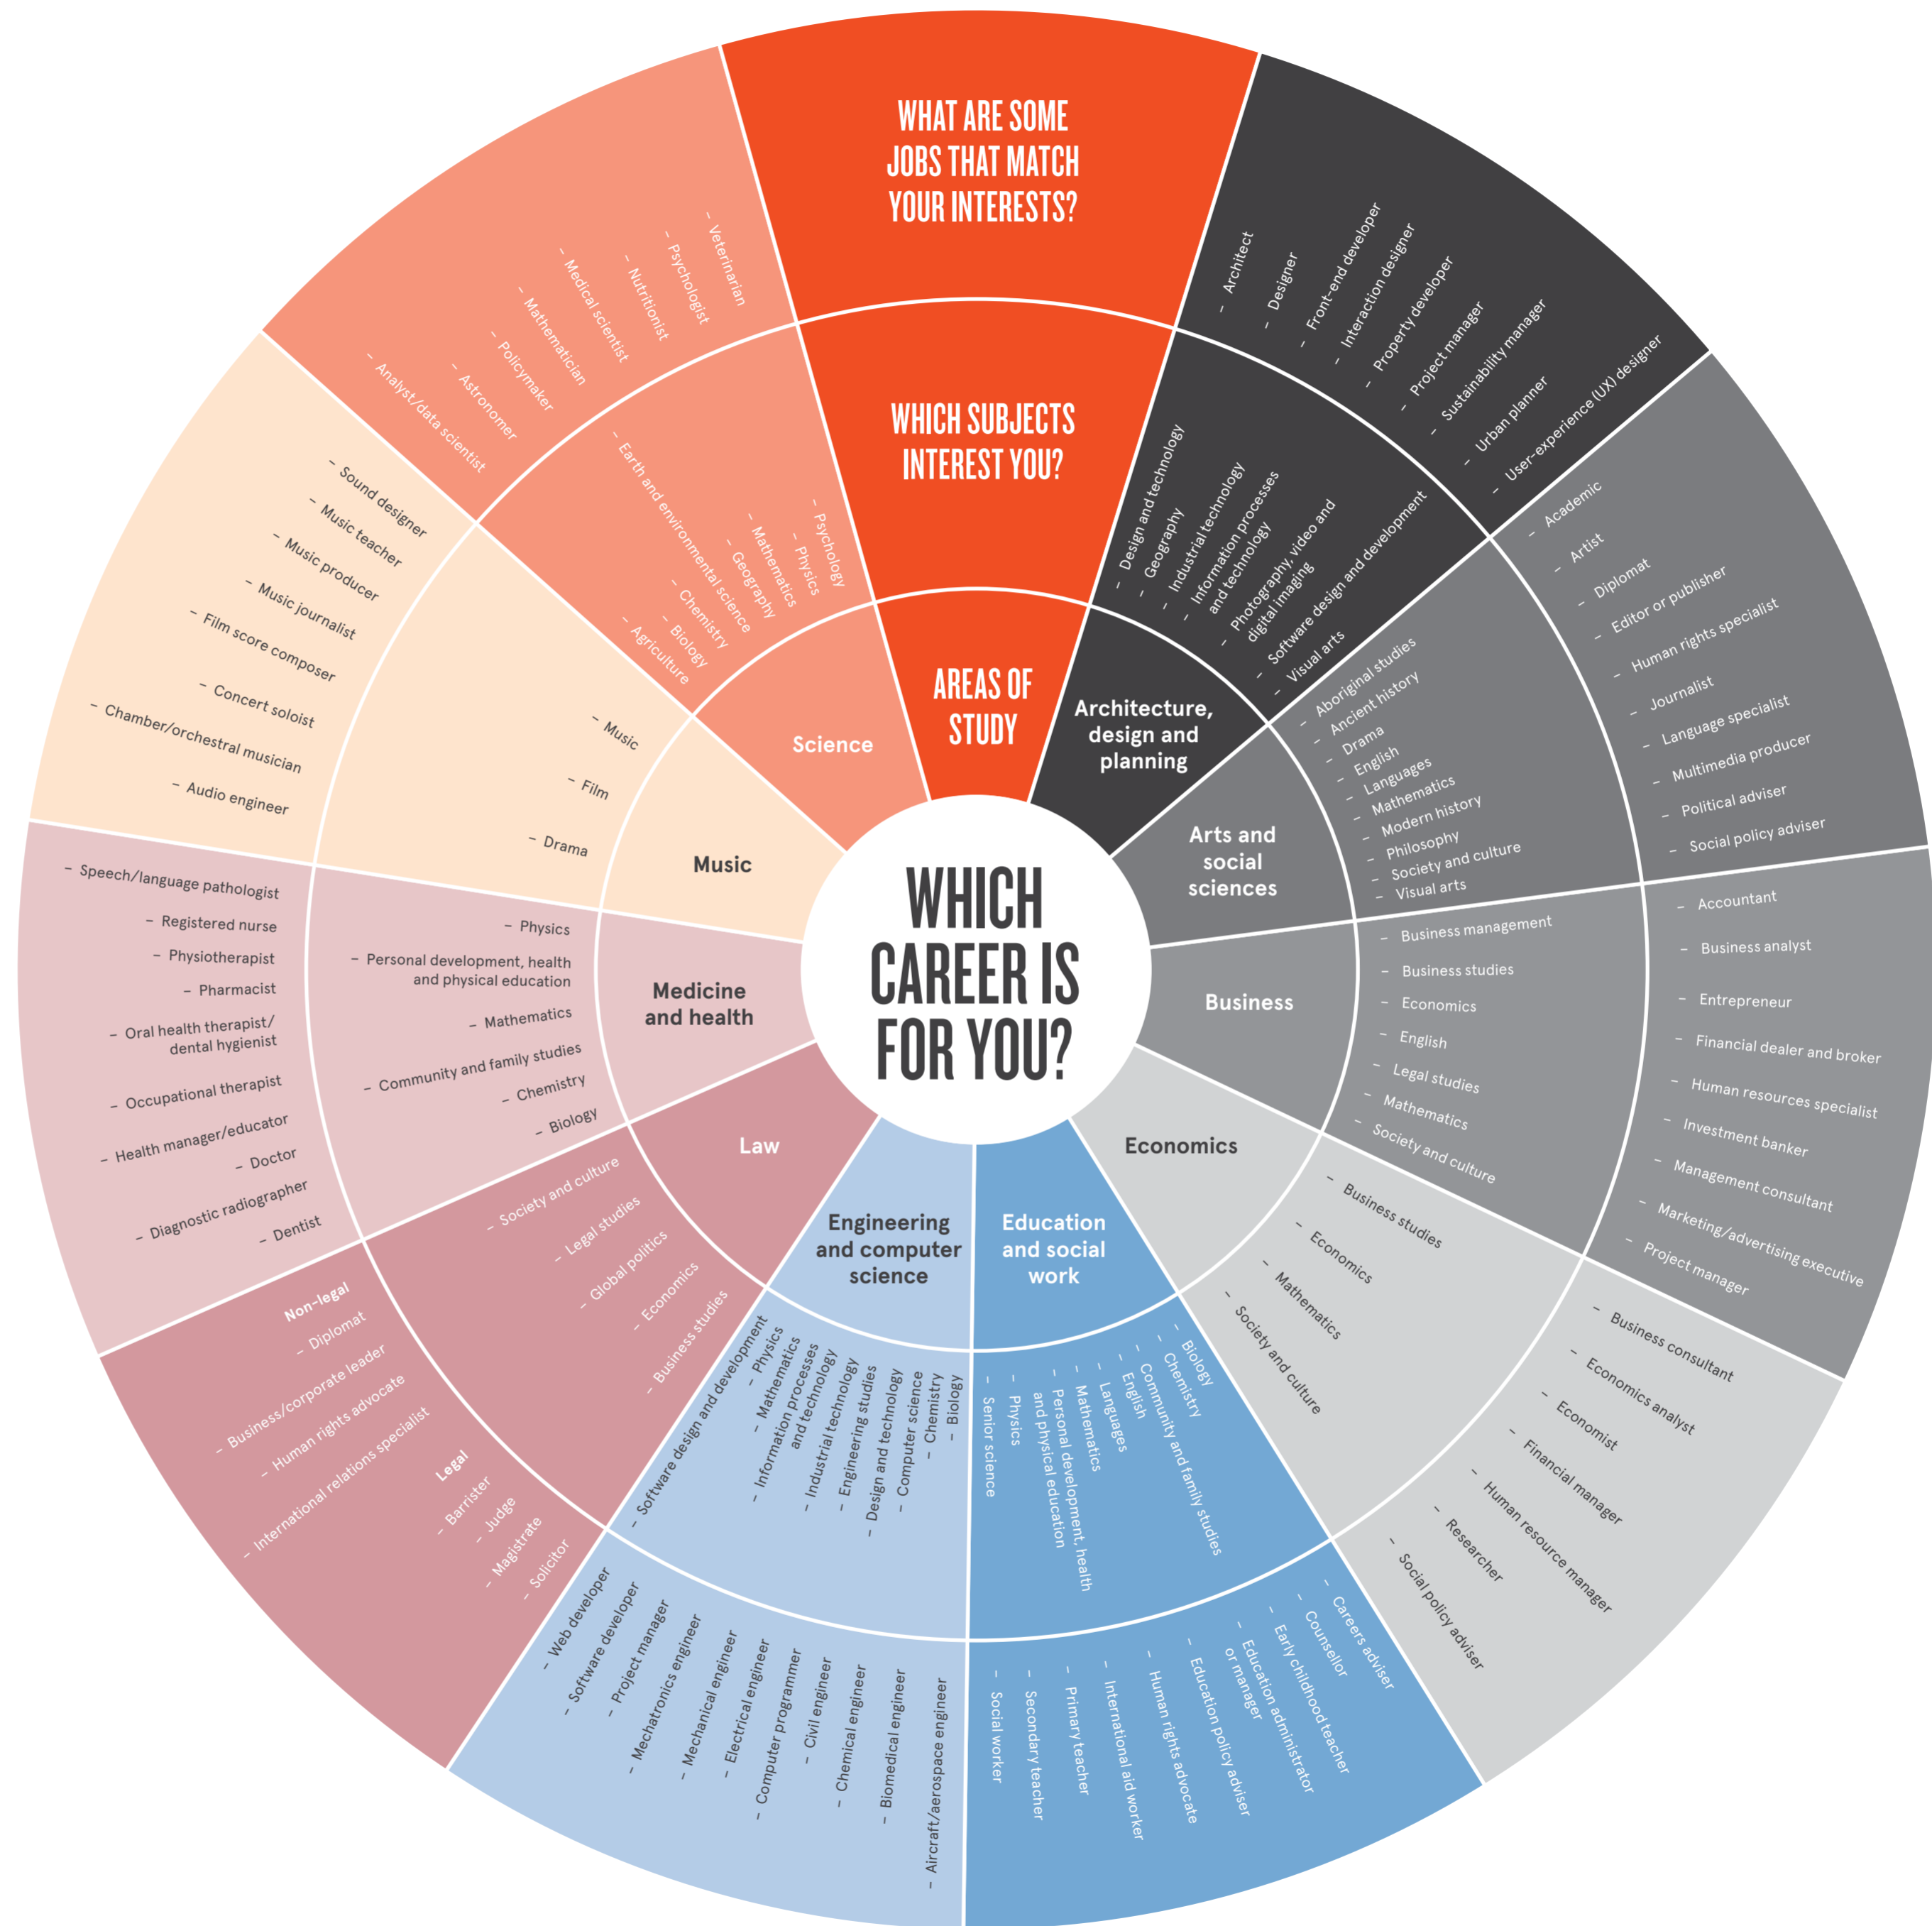 WHAT ARE SOME
JOBS THAT MATCH
YOUR INTERESTS?
WHICH SUBJECTS
INTEREST YOU?
AREAS OF
STUDY
WHICH
CAREER IS
FOR YOU?
Architecture,
design and
planning
– Design and technology
– Geography
– Industrial technology
– Information processes
and technology
– Photography, video and
digital imaging
– Software design and development
– Visual arts
– Architect
– Designer
– Front-end developer
– Interaction designer
– Property developer
– Project manager
– Sustainability manager
– Urban planner
– User-experience (UX) designer
Arts and
social
sciences
– Aboriginal studies
– Ancient history
– Drama
– English
– Languages
– Mathematics
– Modern history
– Philosophy
– Society and culture
– Visual arts
– Academic
– Artist
– Diplomat
– Editor or publisher
– Human rights specialist
– Journalist
– Language specialist
– Multimedia producer
– Political adviser
– Social policy adviser
Business
– Business management
– Business studies
– Economics
– English
– Legal studies
– Mathematics
– Society and culture
– Accountant
– Business analyst
– Entrepreneur
– Financial dealer and broker
– Human resources specialist
– Investment banker
– Management consultant
– Marketing/advertising executive
– Project manager
Economics
– Business studies
– Economics
– Mathematics
– Society and culture
– Business consultant
– Economics analyst
– Economist
– Financial manager
– Human resource manager
– Researcher
– Social policy adviser
Education
and social
work
– Biology
– Chemistry
– Community and family studies
– English
– Languages
– Mathematics
– Personal development, health
and physical education
– Physics
– Senior science
– Careers adviser
– Counsellor
– Early childhood teacher
– Education administrator
or manager
– Education policy adviser
– Human rights advocate
– International aid worker
– Primary teacher
– Secondary teacher
– Social worker
Engineering
and computer
science
– Software design and development
– Physics
– Mathematics
– Information processes
and technology
– Industrial technology
– Engineering studies
– Design and technology
– Computer science
– Chemistry
– Biology
– Web developer
– Software developer
– Project manager
– Mechatronics engineer
– Mechanical engineer
– Electrical engineer
– Computer programmer
– Civil engineer
– Chemical engineer
– Biomedical engineer
– Aircraft/aerospace engineer
Law
– Society and culture
– Legal studies
– Global politics
– Economics
– Business studies
Non-legal
– Diplomat
– Business/corporate leader
– Human rights advocate
– International relations specialist
Legal
– Barrister
– Judge
– Magistrate
– Solicitor
Medicine
and health
– Physics
– Personal development, health
and physical education
– Mathematics
– Community and family studies
– Chemistry
– Biology
– Speech/language pathologist
– Registered nurse
– Physiotherapist
– Pharmacist
– Oral health therapist/
dental hygienist
– Occupational therapist
– Health manager/educator
– Doctor
– Diagnostic radiographer
– Dentist
Music
– Music
– Film
– Drama
– Sound designer
– Music teacher
– Music producer
– Music journalist
– Film score composer
– Concert soloist
– Chamber/orchestral musician
– Audio engineer
Science
– Psychology
– Physics
– Mathematics
– Geography
– Earth and environmental science
– Chemistry
– Biology
– Agriculture
– Veterinarian
– Psychologist
– Nutritionist
– Medical scientist
– Mathematician
– Policymaker
– Astronomer
– Analyst/data scientist